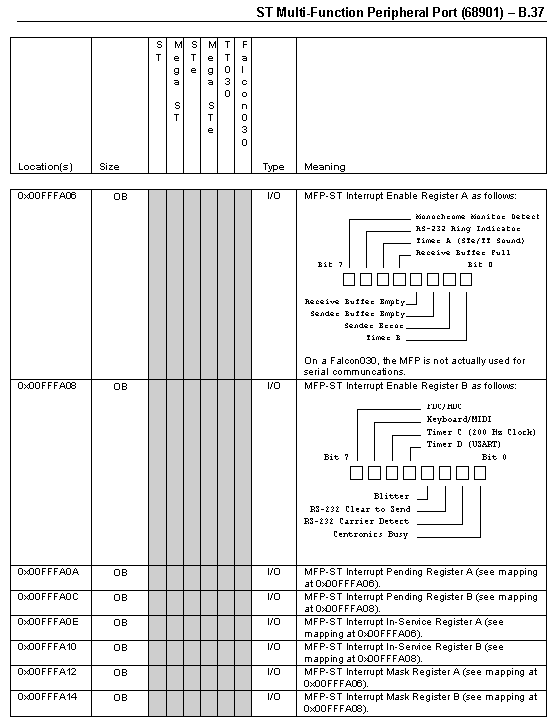 ST Multi-Function Peripheral Port (68901) – B.37
Location(s) Size ST Mega ST STe Mega STe TT030 Falcon030 Type Meaning
0x00FFFA06 OB I/O MFP-ST Interrupt Enable Register A as follows:
Monochrome Monitor Detect
RS-232 Ring Indicator
Timer A (STe/TT Sound)
Receive Buffer Full
Bit 7 Bit 0
Receive Buffer Empty
Sender Buffer Empty
Sender Error
Timer B
On a Falcon030, the MFP is not actually used for
serial communcations.
0x00FFFA08 OB I/O MFP-ST Interrupt Enable Register B as follows:
FDC/HDC
Keyboard/MIDI
Timer C (200 Hz Clock)
Timer D (USART)
Bit 7 Bit 0
Blitter
RS-232 Clear to Send
RS-232 Carrier Detect
Centronics Busy
0x00FFFA0A OB I/O MFP-ST Interrupt Pending Register A (see mapping
at 0x00FFFA06).
0x00FFFA0C OB I/O MFP-ST Interrupt Pending Register B (see mapping
at 0x00FFFA08).
0x00FFFA0E OB I/O MFP-ST Interrupt In-Service Register A (see
mapping at 0x00FFFA06).
0x00FFFA10 OB I/O MFP-ST Interrupt In-Service Register B (see
mapping at 0x00FFFA08).
0x00FFFA12 OB I/O MFP-ST Interrupt Mask Register A (see mapping at
0x00FFFA06).
0x00FFFA14 OB I/O MFP-ST Interrupt Mask Register B (see mapping at
0x00FFFA08).